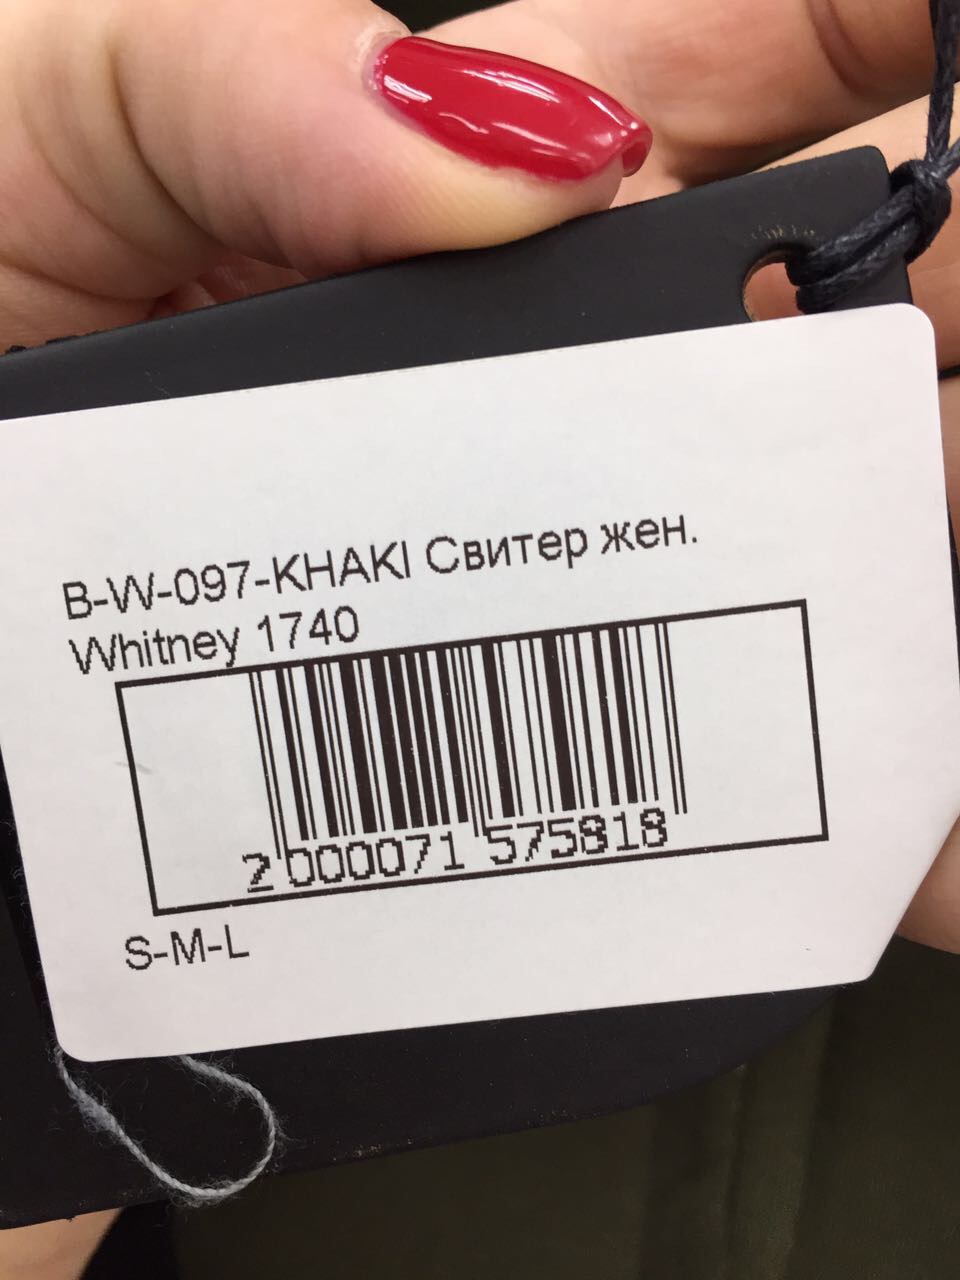 B-W-097-KHAKI Свитер жен.
Whitney 1740
2 000071 575818
S-M-L